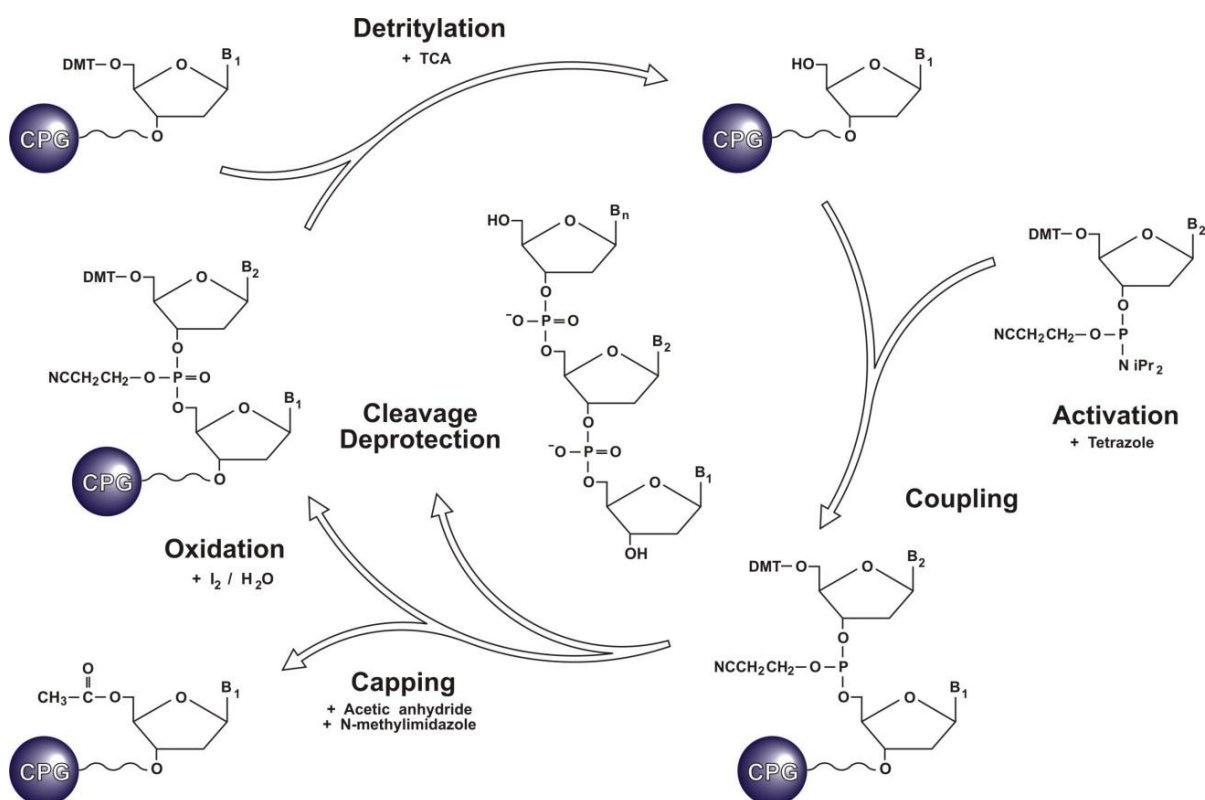 Detritylation
+ TCA
DMT–O
O
B1
O
CPG
HO
O
B1
O
CPG
DMT–O
O
B2
O
NCCH2CH2–O–P
N iPr2
Activation
+ Tetrazole
Coupling
DMT–O
O
B2
O
NCCH2CH2–O–P
O
O
B1
O
CPG
HO
O
Bn
O
⁻O–P=O
O
O
B2
O
⁻O–P=O
O
O
B1
OH
Cleavage
Deprotection
DMT–O
O
B2
O
NCCH2CH2–O–P=O
O
O
B1
O
CPG
Oxidation
+ I2 / H2O
Capping
+ Acetic anhydride
+ N-methylimidazole
O
CH3–C–O
O
B1
O
CPG